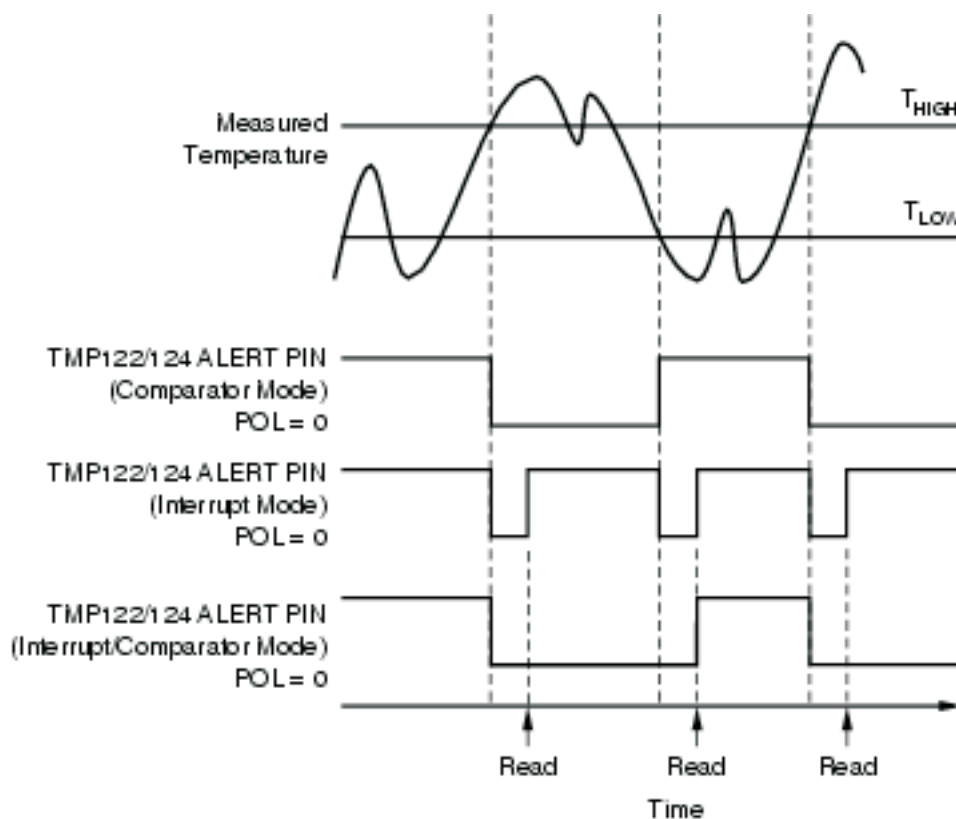 Measured
Temperature
THIGH
TLOW
TMP122/124 ALERT PIN
(Comparator Mode)
POL = 0
TMP122/124 ALERT PIN
(Interrupt Mode)
POL = 0
TMP122/124 ALERT PIN
(Interrupt/Comparator Mode)
POL = 0
Read Read Read
Time